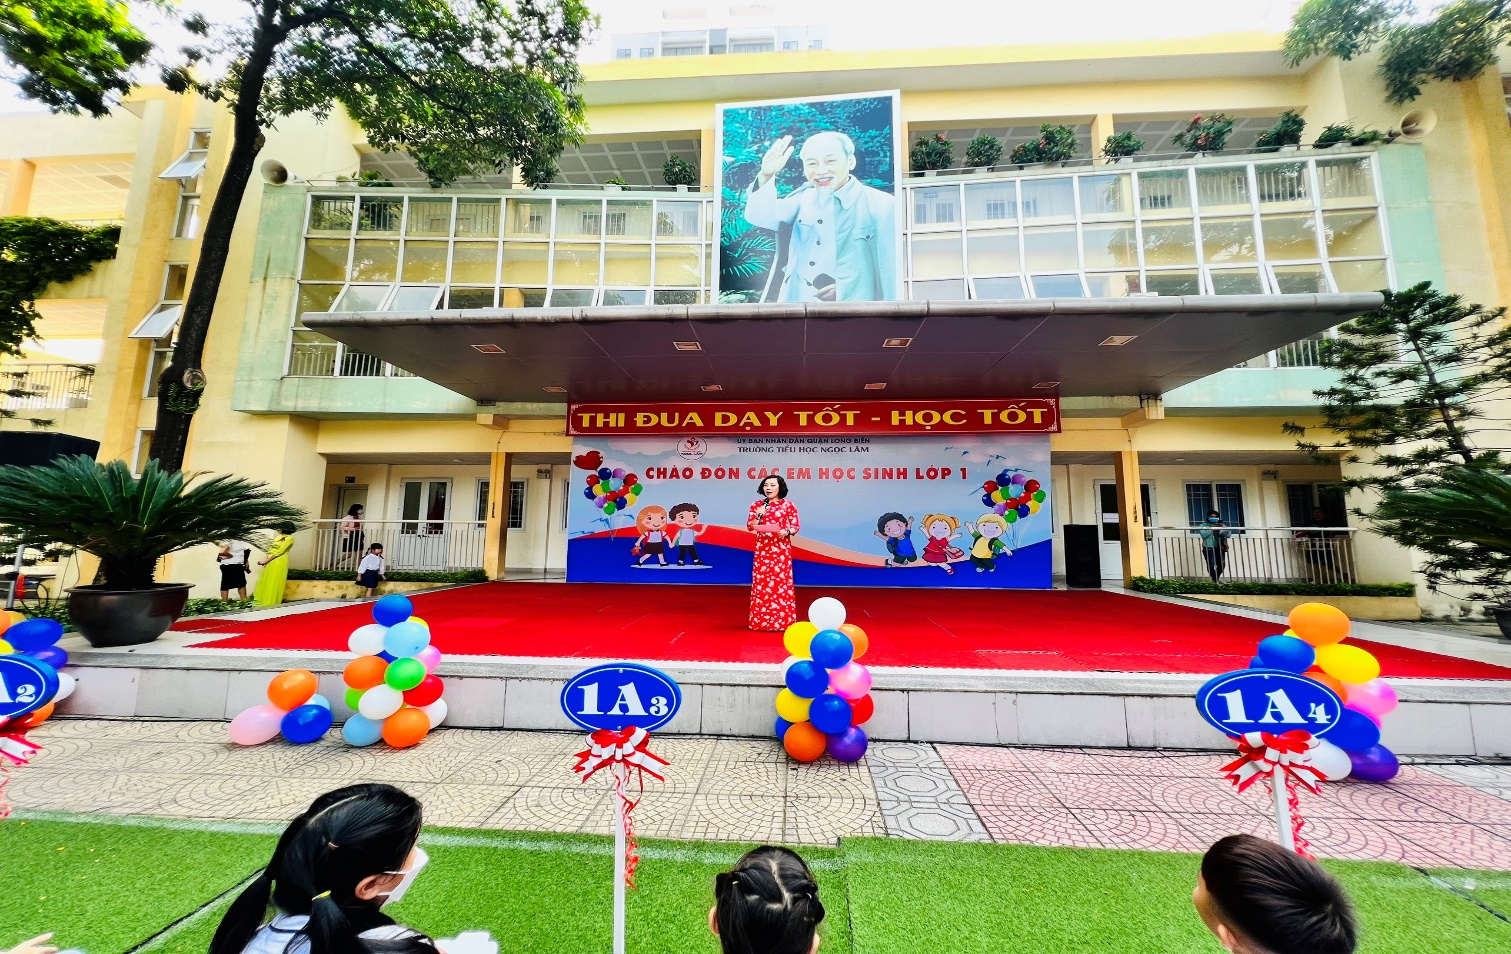 THI ĐUA DẠY TỐT - HỌC TỐT
ỦY BAN NHÂN DÂN QUẬN LONG BIÊN
TRƯỜNG TIỂU HỌC NGỌC LÂM
CHÀO ĐÓN CÁC EM HỌC SINH LỚP 1
1A3
1A4
A2